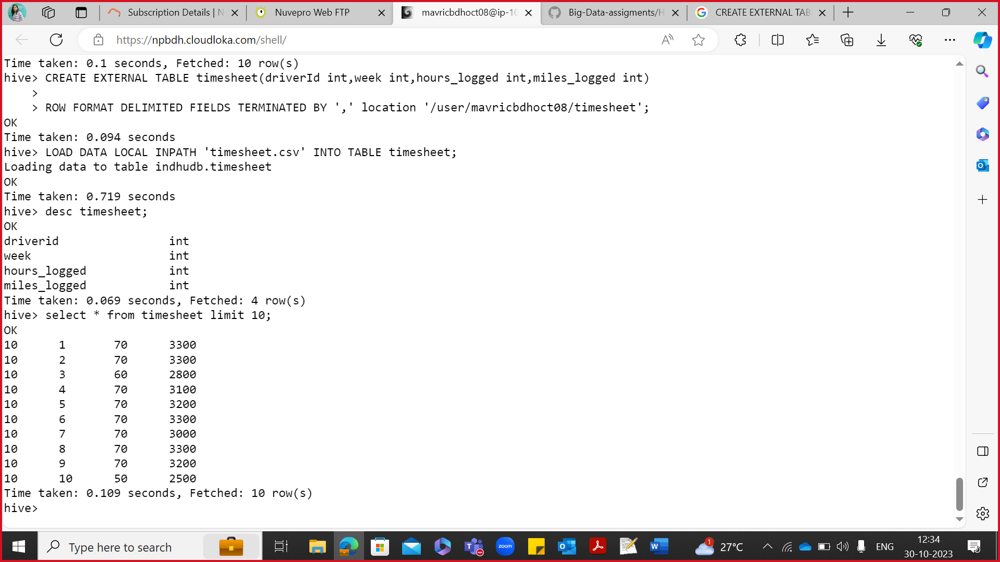 Subscription Details | N
Nuvepro Web FTP
mavricbdhoct08@ip-10
Big-Data-assigments/H
CREATE EXTERNAL TAB
https://npbdh.cloudloka.com/shell/
Time taken: 0.1 seconds, Fetched: 10 row(s)
hive> CREATE EXTERNAL TABLE timesheet(driverId int,week int,hours_logged int,miles_logged int)
    >
    > ROW FORMAT DELIMITED FIELDS TERMINATED BY ',' location '/user/mavricbdhoct08/timesheet';
OK
Time taken: 0.094 seconds
hive> LOAD DATA LOCAL INPATH 'timesheet.csv' INTO TABLE timesheet;
Loading data to table indhudb.timesheet
OK
Time taken: 0.719 seconds
hive> desc timesheet;
OK
driverid                int
week                    int
hours_logged            int
miles_logged            int
Time taken: 0.069 seconds, Fetched: 4 row(s)
hive> select * from timesheet limit 10;
OK
10      1       70      3300
10      2       70      3300
10      3       60      2800
10      4       70      3100
10      5       70      3200
10      6       70      3300
10      7       70      3000
10      8       70      3300
10      9       70      3200
10      10      50      2500
Time taken: 0.109 seconds, Fetched: 10 row(s)
hive>
Type here to search
zoom
1
27°C
ENG
12:34
30-10-2023